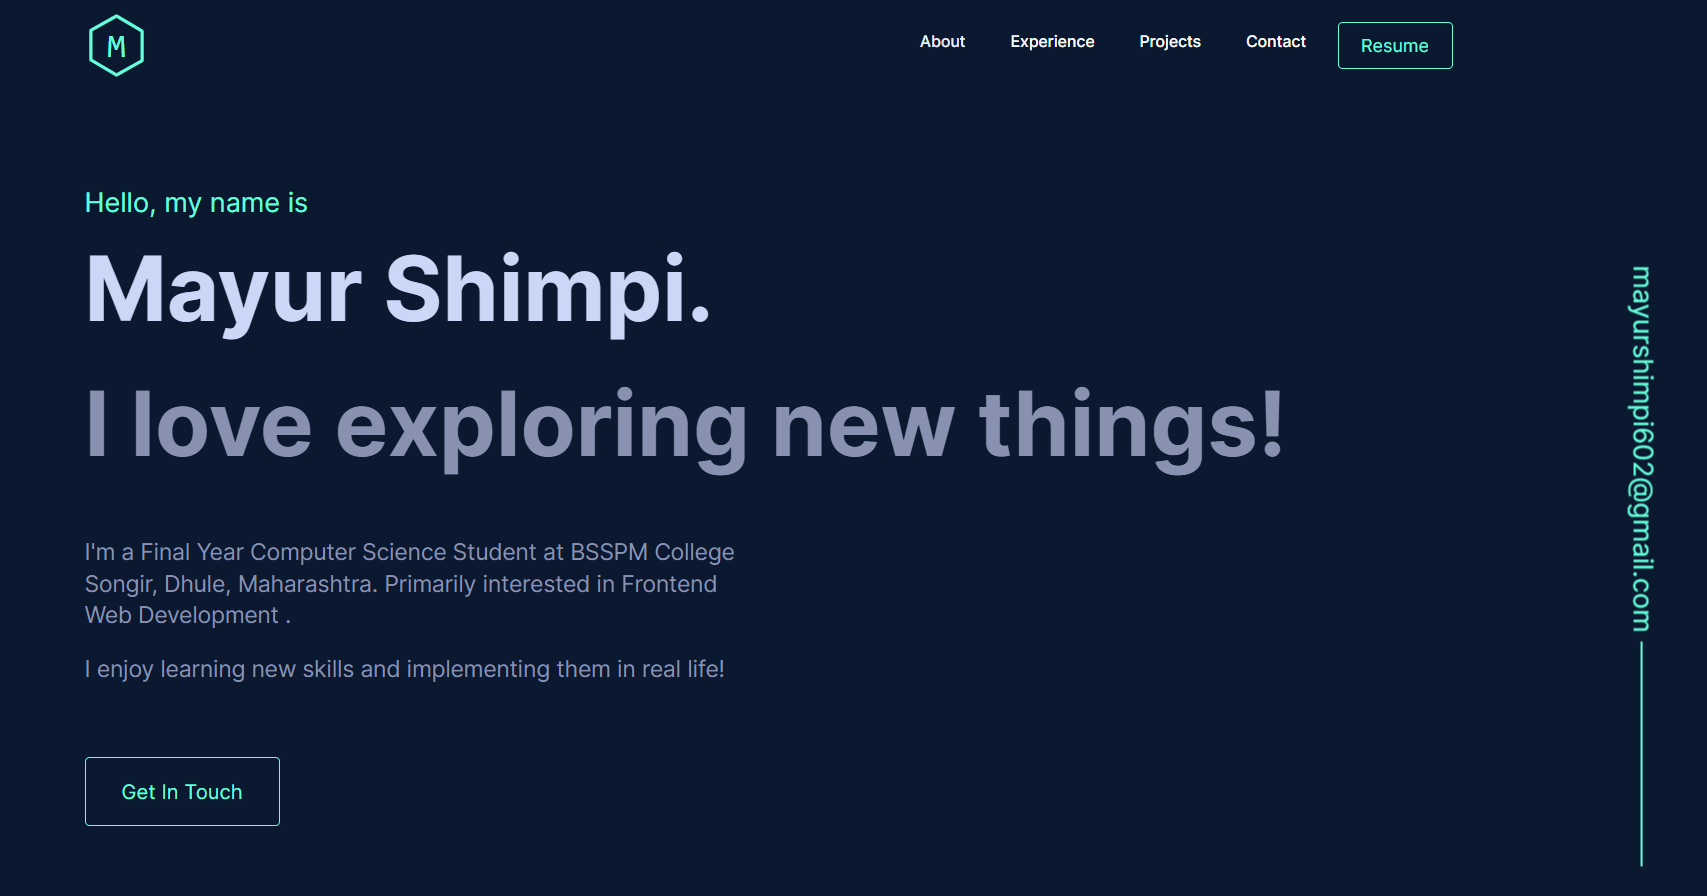 M
About Experience Projects Contact Resume
Hello, my name is
Mayur Shimpi.
I love exploring new things!
I'm a Final Year Computer Science Student at BSSPM College
Songir, Dhule, Maharashtra. Primarily interested in Frontend
Web Development .
I enjoy learning new skills and implementing them in real life!
Get In Touch
mayurshimpi602@gmail.com